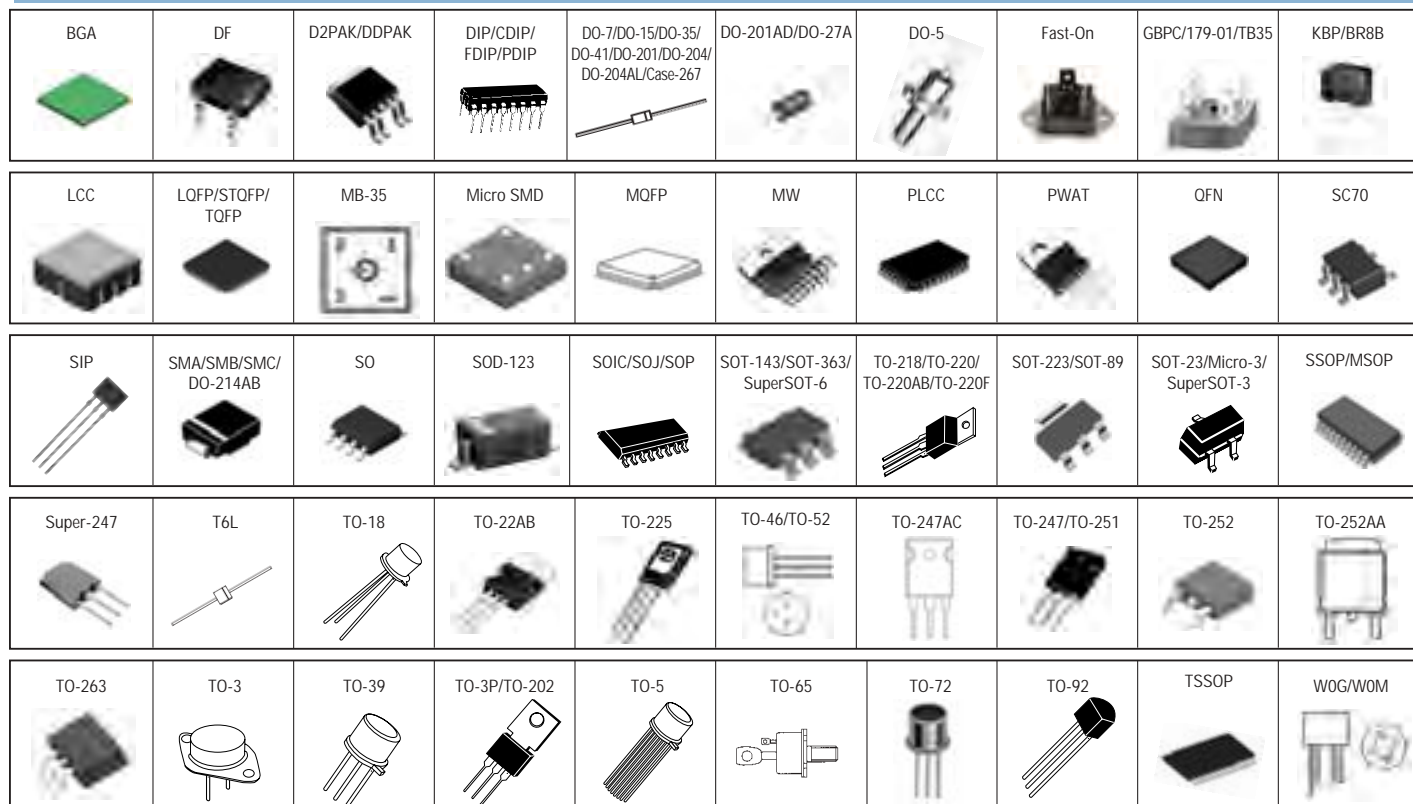 BGA
DF
D2PAK/DDPAK
DIP/CDIP/
FDIP/PDIP
DO-7/DO-15/DO-35/
DO-41/DO-201/DO-204/
DO-204AL/Case-267
DO-201AD/DO-27A
DO-5
Fast-On
GBPC/179-01/TB35
KBP/BR8B
LCC
LQFP/STQFP/
TQFP
MB-35
Micro SMD
MQFP
MW
PLCC
PWAT
QFN
SC70
SIP
SMA/SMB/SMC/
DO-214AB
SO
SOD-123
SOIC/SOJ/SOP
SOT-143/SOT-363/
SuperSOT-6
TO-218/TO-220/
TO-220AB/TO-220F
SOT-223/SOT-89
SOT-23/Micro-3/
SuperSOT-3
SSOP/MSOP
Super-247
T6L
TO-18
TO-22AB
TO-225
TO-46/TO-52
TO-247AC
TO-247/TO-251
TO-252
TO-252AA
TO-263
TO-3
TO-39
TO-3P/TO-202
TO-5
TO-65
TO-72
TO-92
TSSOP
W0G/W0M